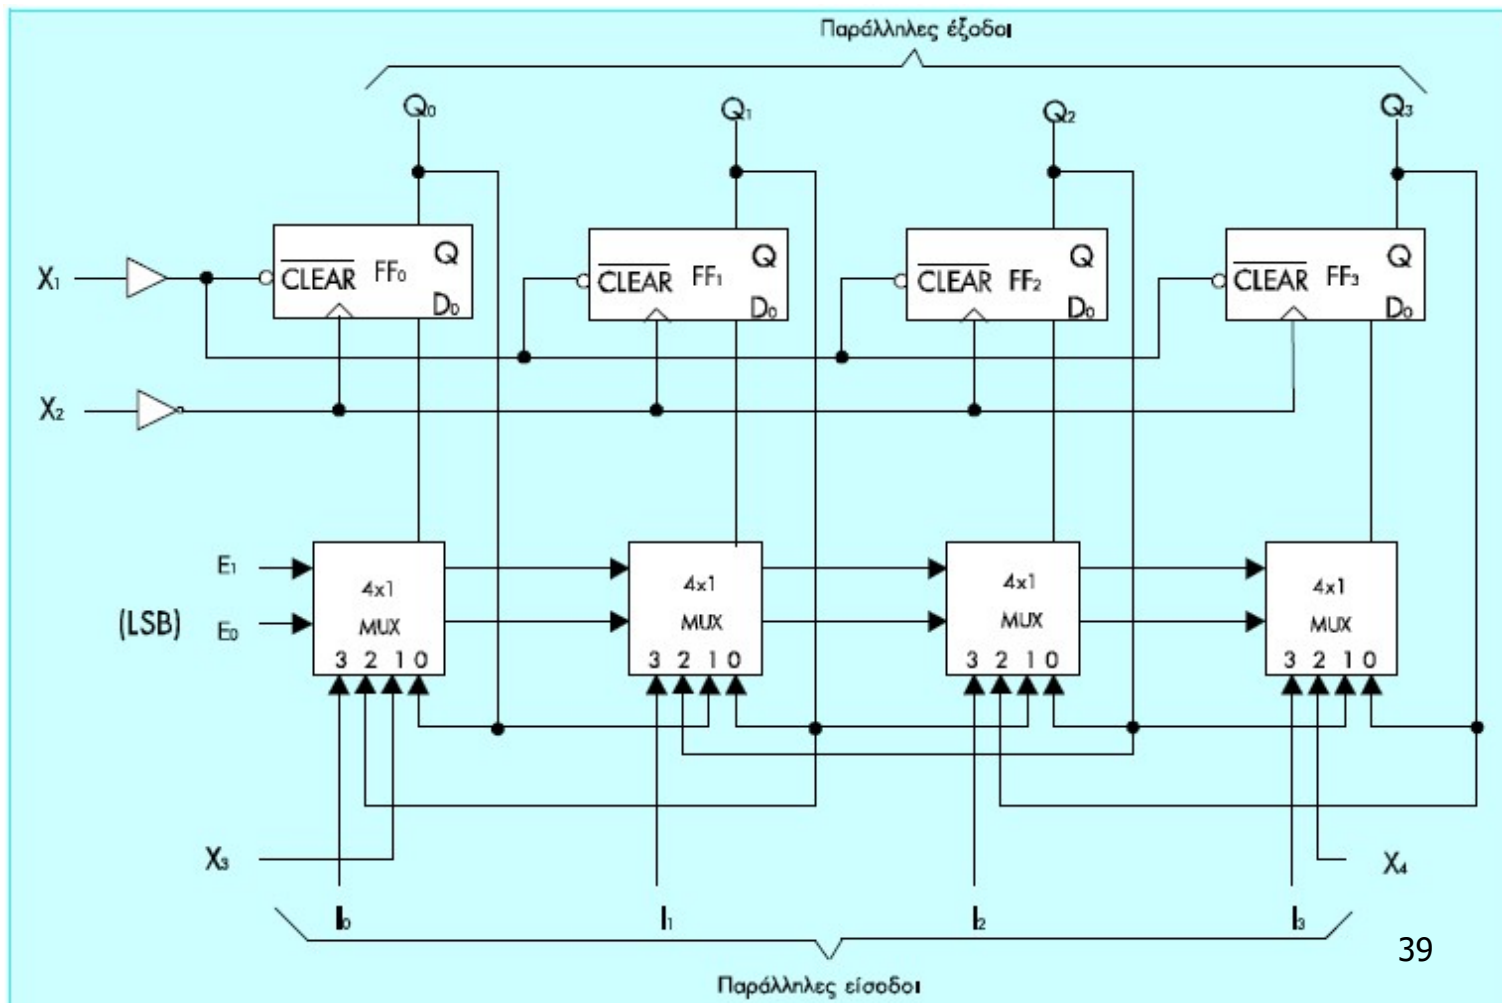 Παράλληλες έξοδοι
Q₀ Q₁ Q₂ Q₃
Q Q Q Q
X₁ CLEAR FF₀ CLEAR FF₁ CLEAR FF₂ CLEAR FF₃
D₀ D₀ D₀ D₀
X₂
E₁
4x1 4x1 4x1 4x1
(LSB) E₀ MUX MUX MUX MUX
3 2 1 0 3 2 1 0 3 2 1 0 3 2 1 0
X₃ X₄
I₀ I₁ I₂ I₃
39
Παράλληλες είσοδοι